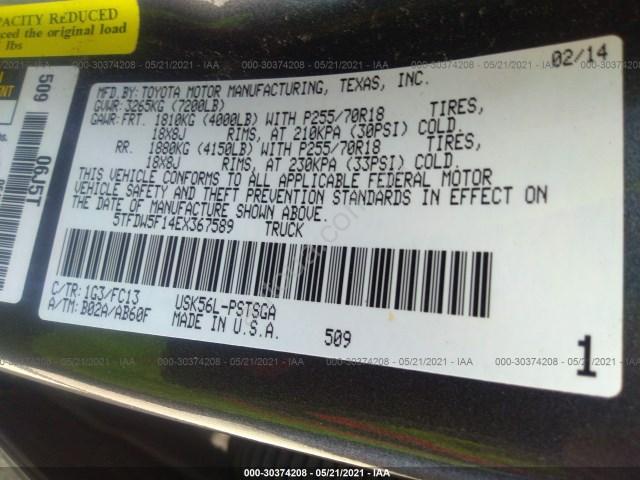 APACITY REDUCED
the original load
lbs
509
06J5T
02/14
MFD. BY: TOYOTA MOTOR MANUFACTURING, TEXAS, INC.
GVWR: 3265KG (7200LB)
GAWR: FRT. 1810KG (4000LB) WITH P255/70R18 TIRES,
18X8J RIMS, AT 210KPA (30PSI) COLD.
RR. 1880KG (4150LB) WITH P255/70R18 TIRES,
18X8J RIMS, AT 230KPA (33PSI) COLD.
THIS VEHICLE CONFORMS TO ALL APPLICABLE FEDERAL MOTOR
VEHICLE SAFETY AND THEFT PREVENTION STANDARDS IN EFFECT ON
THE DATE OF MANUFACTURE SHOWN ABOVE.
5TFDW5F14EX367589 TRUCK
C/TR: 1G3/FC13
A/TM: B02A/AB60F
USK56L-PSTSGA
MADE IN U.S.A.
509
1
000-30374208 - 05/21/2021 - IAA